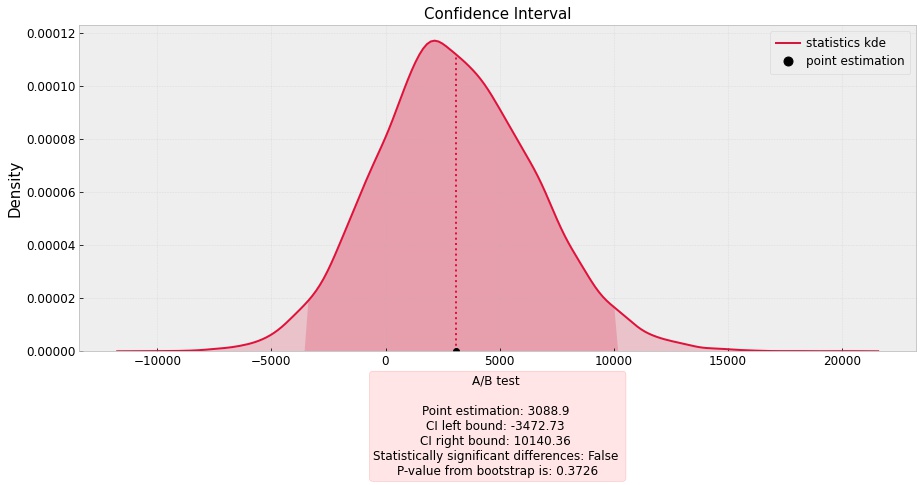 Confidence Interval
0.00012
0.00010
0.00008
0.00006
0.00004
0.00002
0.00000
Density
statistics kde
point estimation
−10000 −5000 0 5000 10000 15000 20000
A/B test
Point estimation: 3088.9
CI left bound: -3472.73
CI right bound: 10140.36
Statistically significant differences: False
P-value from bootstrap is: 0.3726